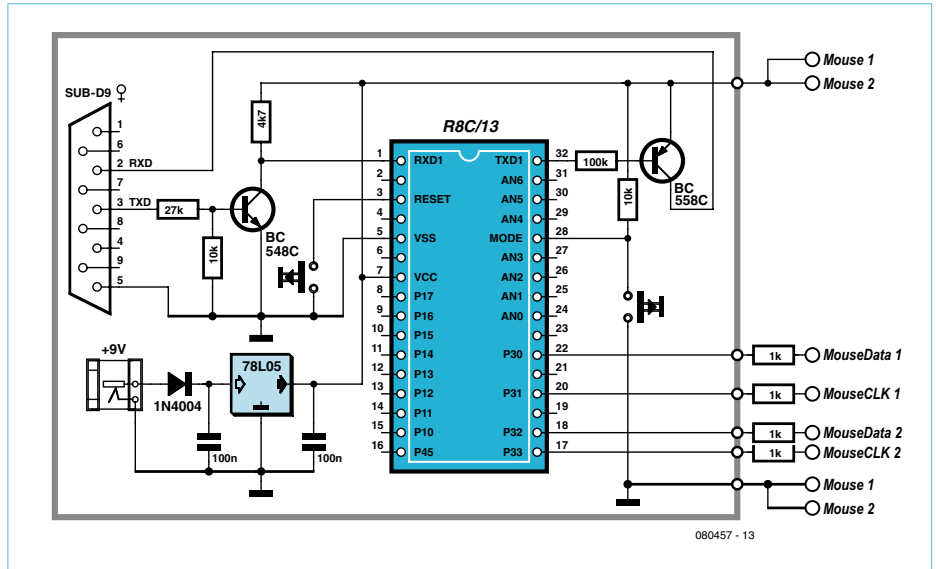 SUB-D9
1
6
2 RXD
7
3 TXD
8
4
9
5
27k
10k
4k7
BC
548C
+9V
1N4004
100n
78L05
100n
R8C/13
1 RXD1
2
3 RESET
4
5 VSS
6
7 VCC
8 P17
9 P16
10 P15
11 P14
12 P13
13 P12
14 P11
15 P10
16 P45
TXD1 32
AN6 31
AN5 30
AN4 29
MODE 28
AN3 27
AN2 26
AN1 25
AN0 24
23
P30 22
21
P31 20
19
P32 18
P33 17
100k
10k
BC
558C
Mouse 1
Mouse 2
1k MouseData 1
1k MouseCLK 1
1k MouseData 2
1k MouseCLK 2
Mouse 1
Mouse 2
080457 - 13